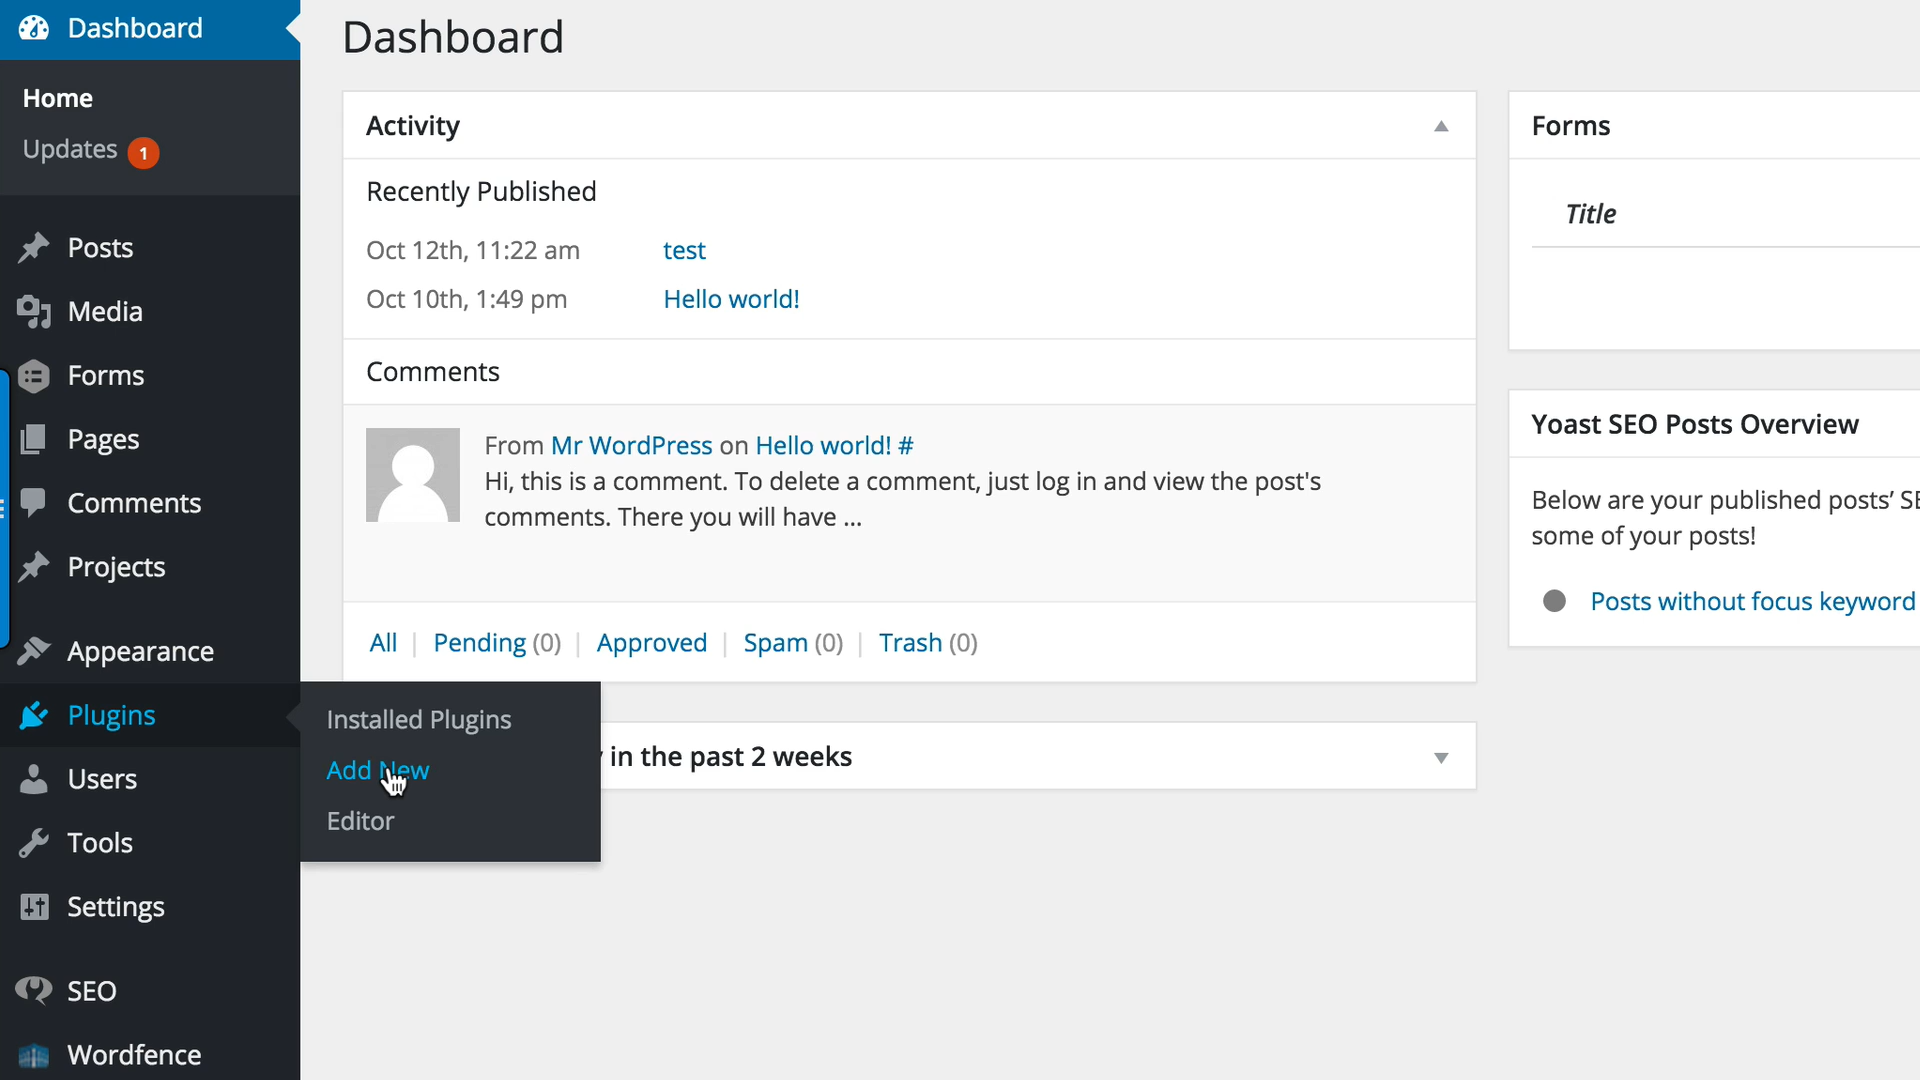 Dashboard
Home
Updates 1
Posts
Media
Forms
Pages
Comments
Projects
Appearance
Plugins
Users
Tools
Settings
SEO
Wordfence
Installed Plugins
Add New
Editor
Dashboard
Activity
Recently Published
Oct 12th, 11:22 am test
Oct 10th, 1:49 pm Hello world!
Comments
From Mr WordPress on Hello world! #
Hi, this is a comment. To delete a comment, just log in and view the post's
comments. There you will have ...
All | Pending (0) | Approved | Spam (0) | Trash (0)
in the past 2 weeks
Forms
Title
Yoast SEO Posts Overview
Below are your published posts’
some of your posts!
Posts without focus keyword